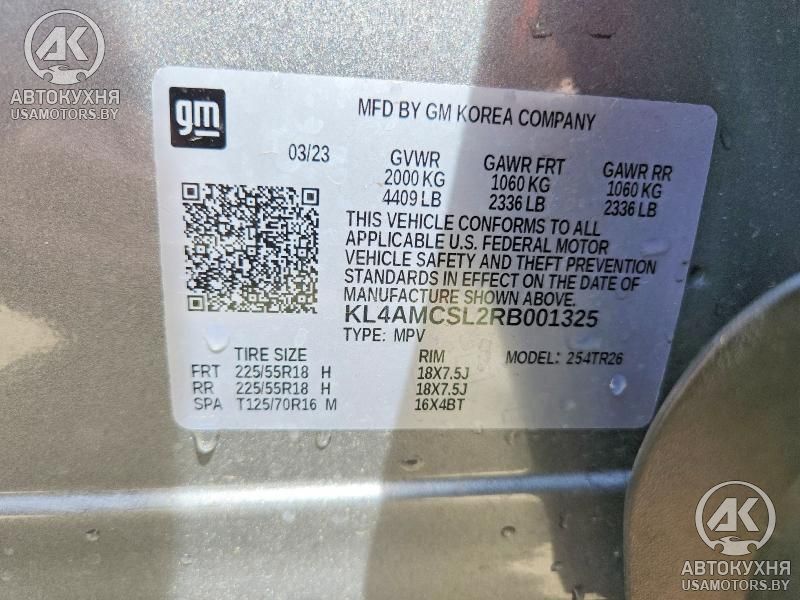 АВТОКУХНЯ
USAMOTORS.BY
gm
MFD BY GM KOREA COMPANY
03/23 GVWR GAWR FRT GAWR RR
2000 KG 1060 KG 1060 KG
4409 LB 2336 LB 2336 LB
THIS VEHICLE CONFORMS TO ALL
APPLICABLE U.S. FEDERAL MOTOR
VEHICLE SAFETY AND THEFT PREVENTION
STANDARDS IN EFFECT ON THE DATE OF
MANUFACTURE SHOWN ABOVE.
KL4AMCSL2RB001325
TYPE: MPV
TIRE SIZE RIM MODEL: 254TR26
FRT 225/55R18 H 18X7.5J
RR 225/55R18 H 18X7.5J
SPA T125/70R16 M 16X4BT
АВТОКУХНЯ
USAMOTORS.BY